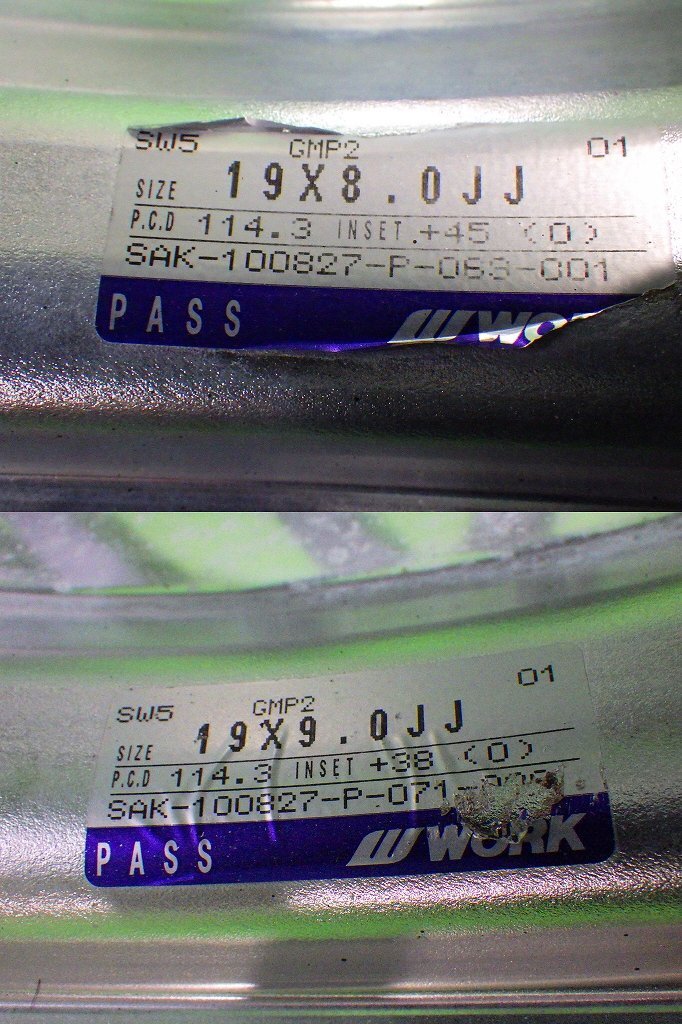 SW5 GMP2 01
SIZE 19X8.0JJ
P.C.D 114.3 INSET +45 (0)
SAK-100827-P-069-001
PASS WORK
SW5 GMP2 01
SIZE 19X9.0JJ
P.C.D 114.3 INSET +38 (0)
SAK-100827-P-071-
PASS WORK